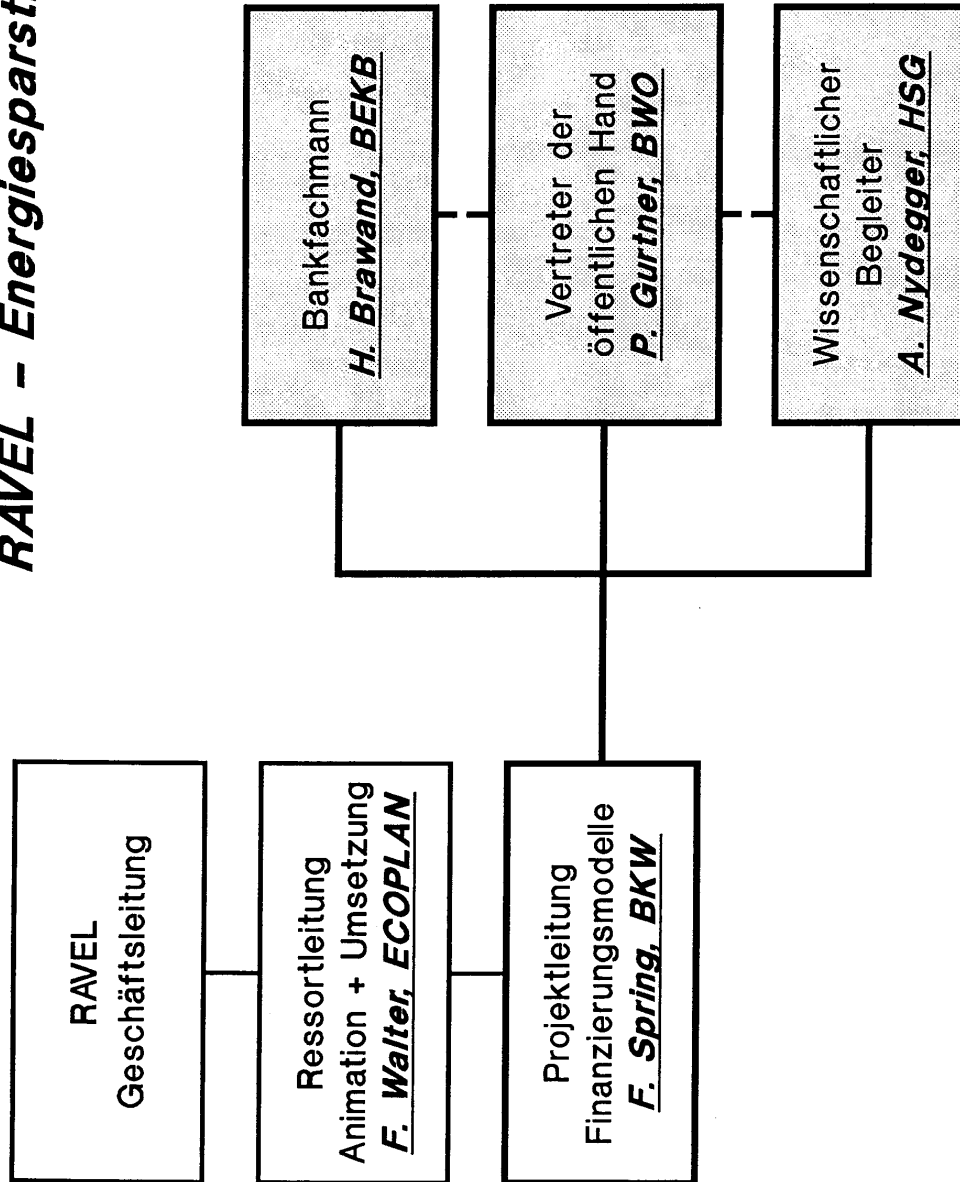 RAVEL – Energiesparst
RAVEL
Geschäftsleitung
Ressortleitung
Animation + Umsetzung
F. Walter, ECOPLAN
Projektleitung
Finanzierungsmodelle
F. Spring, BKW
Bankfachmann
H. Brawand, BEKB
Vertreter der
öffentlichen Hand
P. Gurtner, BWO
Wissenschaftlicher
Begleiter
A. Nydegger, HSG